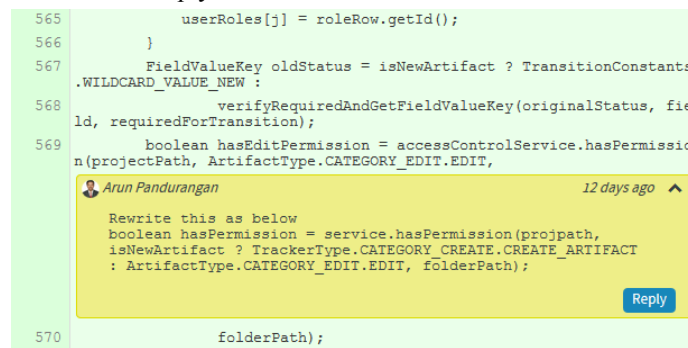 565 userRoles[j] = roleRow.getId();
566 }
567 FieldValueKey oldStatus = isNewArtifact ? TransitionConstants
.WILDCARD_VALUE_NEW :
568 verifyRequiredAndGetFieldValueKey(originalStatus, fie
ld, requiredForTransition);
569 boolean hasEditPermission = accessControlService.hasPermissio
n(projectPath, ArtifactType.CATEGORY_EDIT.EDIT,
Arun Pandurangan 12 days ago
Rewrite this as below
boolean hasPermission = service.hasPermission(projpath,
isNewArtifact ? TrackerType.CATEGORY_CREATE.CREATE_ARTIFACT
: ArtifactType.CATEGORY_EDIT.EDIT, folderPath);
Reply
570 folderPath);